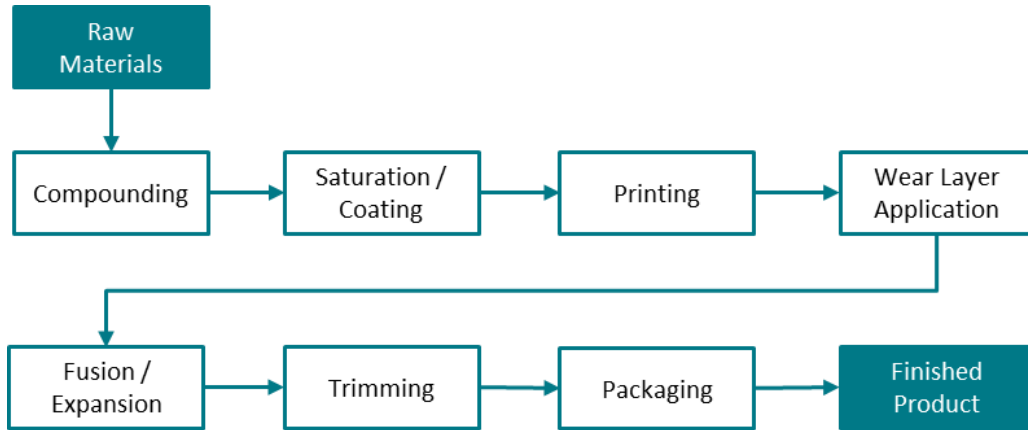 Raw
Materials
Compounding
Saturation /
Coating
Printing
Wear Layer
Application
Fusion /
Expansion
Trimming
Packaging
Finished
Product